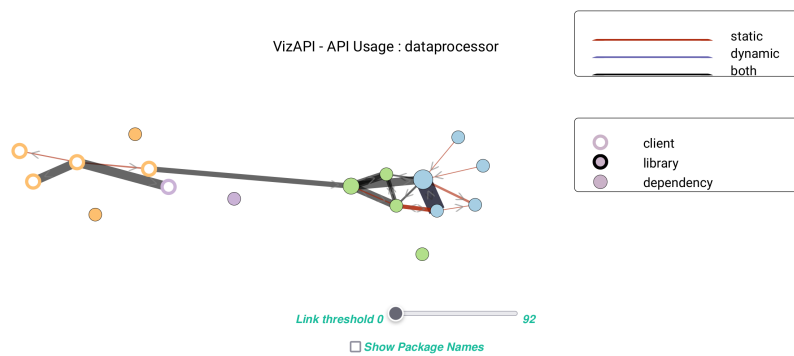 VizAPI - API Usage : dataprocessor
static
dynamic
both
client
library
dependency
Link threshold 0
92
Show Package Names